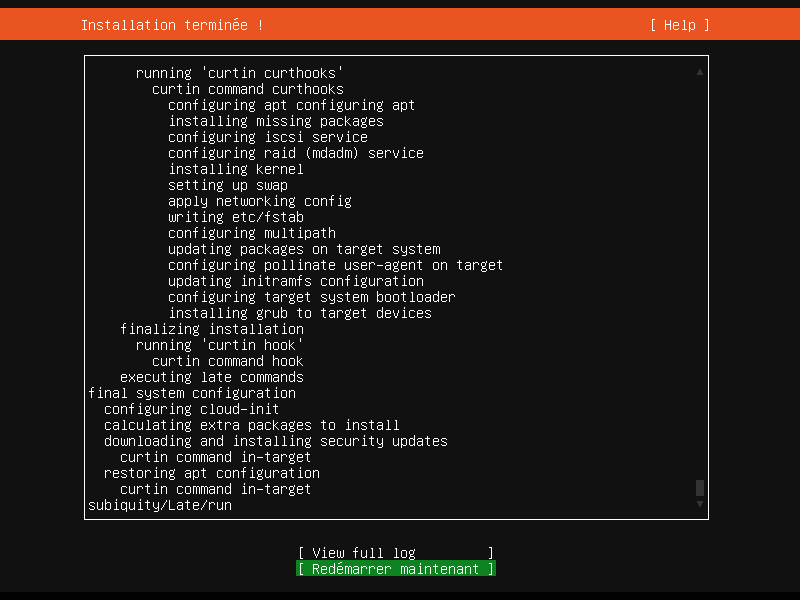 Installation terminée !
[ Help ]
running 'curtin curthooks'
curtin command curthooks
configuring apt configuring apt
installing missing packages
configuring iscsi service
configuring raid (mdadm) service
installing kernel
setting up swap
apply networking config
writing etc/fstab
configuring multipath
updating packages on target system
configuring pollinate user-agent on target
updating initramfs configuration
configuring target system bootloader
installing grub to target devices
finalizing installation
running 'curtin hook'
curtin command hook
executing late commands
final system configuration
configuring cloud-init
calculating extra packages to install
downloading and installing security updates
curtin command in-target
restoring apt configuration
curtin command in-target
subiquity/Late/run
[ View full log ]
[ Redémarrer maintenant ]